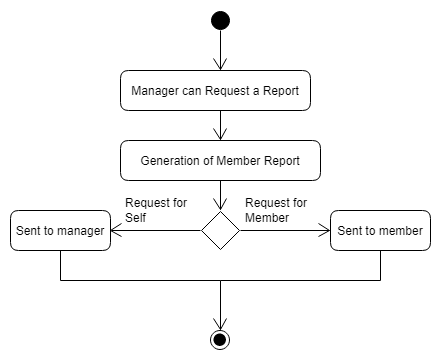 Manager can Request a Report
Generation of Member Report
Request for
Self
Request for
Member
Sent to manager
Sent to member